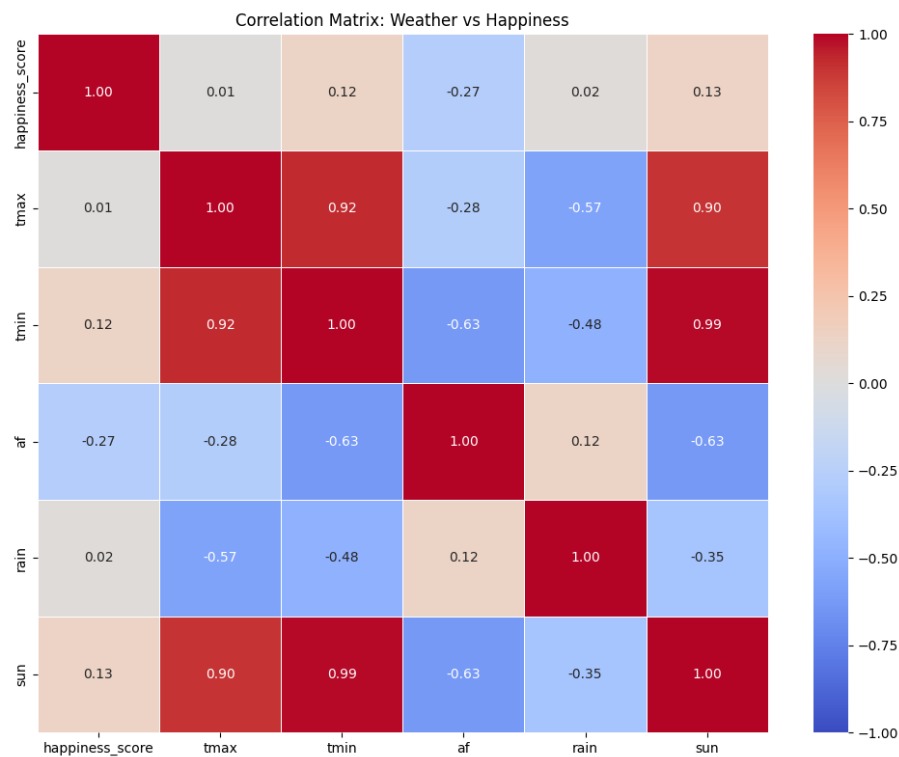 Correlation Matrix: Weather vs Happiness
happiness_score 1.00 0.01 0.12 -0.27 0.02 0.13
tmax 0.01 1.00 0.92 -0.28 -0.57 0.90
tmin 0.12 0.92 1.00 -0.63 -0.48 0.99
af -0.27 -0.28 -0.63 1.00 0.12 -0.63
rain 0.02 -0.57 -0.48 0.12 1.00 -0.35
sun 0.13 0.90 0.99 -0.63 -0.35 1.00
happiness_score tmax tmin af rain sun
1.00
0.75
0.50
0.25
0.00
−0.25
−0.50
−0.75
−1.00